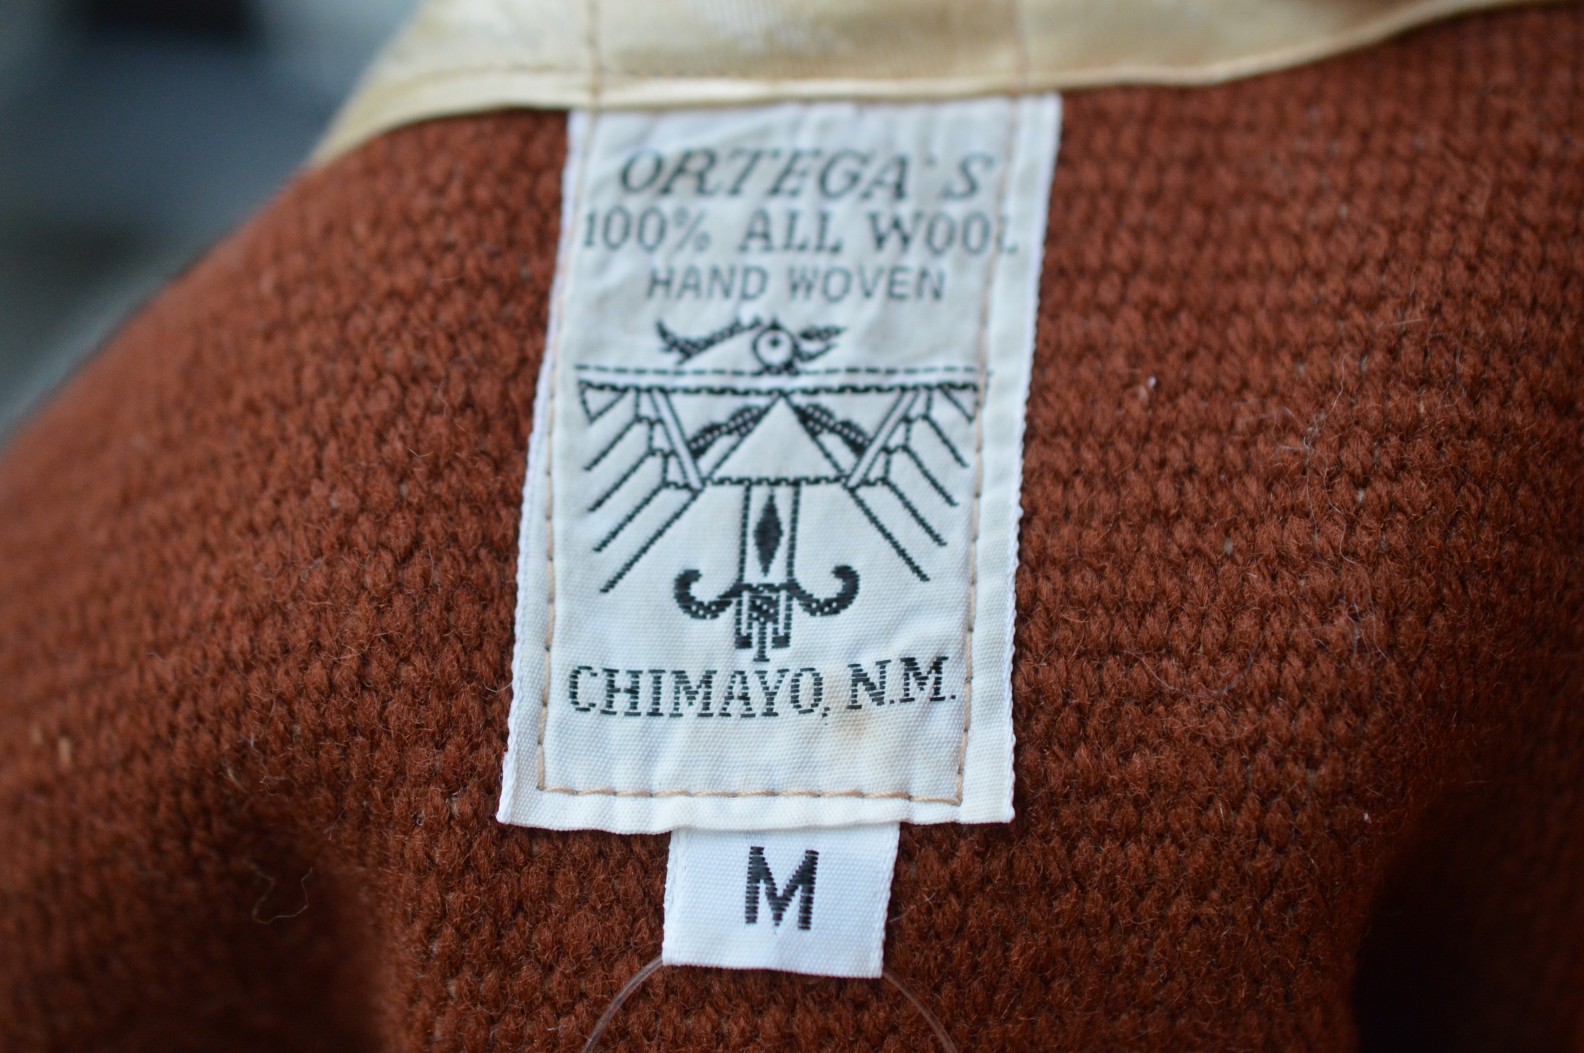 ORTEGA'S
100% ALL WOOL
HAND WOVEN
CHIMAYO, N.M.
M